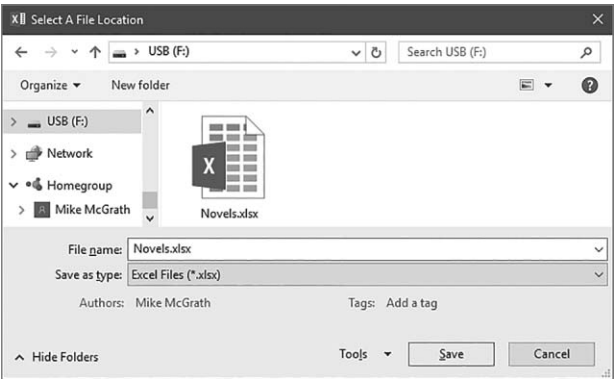 Select A File Location
USB (F:)
Search USB (F:)
Organize
New folder
USB (F:)
Network
Homegroup
Mike McGrath
X
Novels.xlsx
File name: Novels.xlsx
Save as type: Excel Files (*.xlsx)
Authors: Mike McGrath Tags: Add a tag
Hide Folders
Tools
Save
Cancel